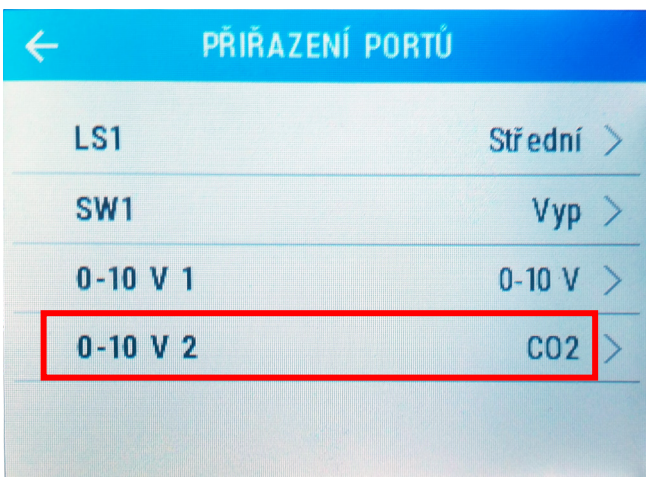 PŘIŘAZENÍ PORTŮ
LS1 Střední
SW1 Vyp
0-10 V 1 0-10 V
0-10 V 2 CO2